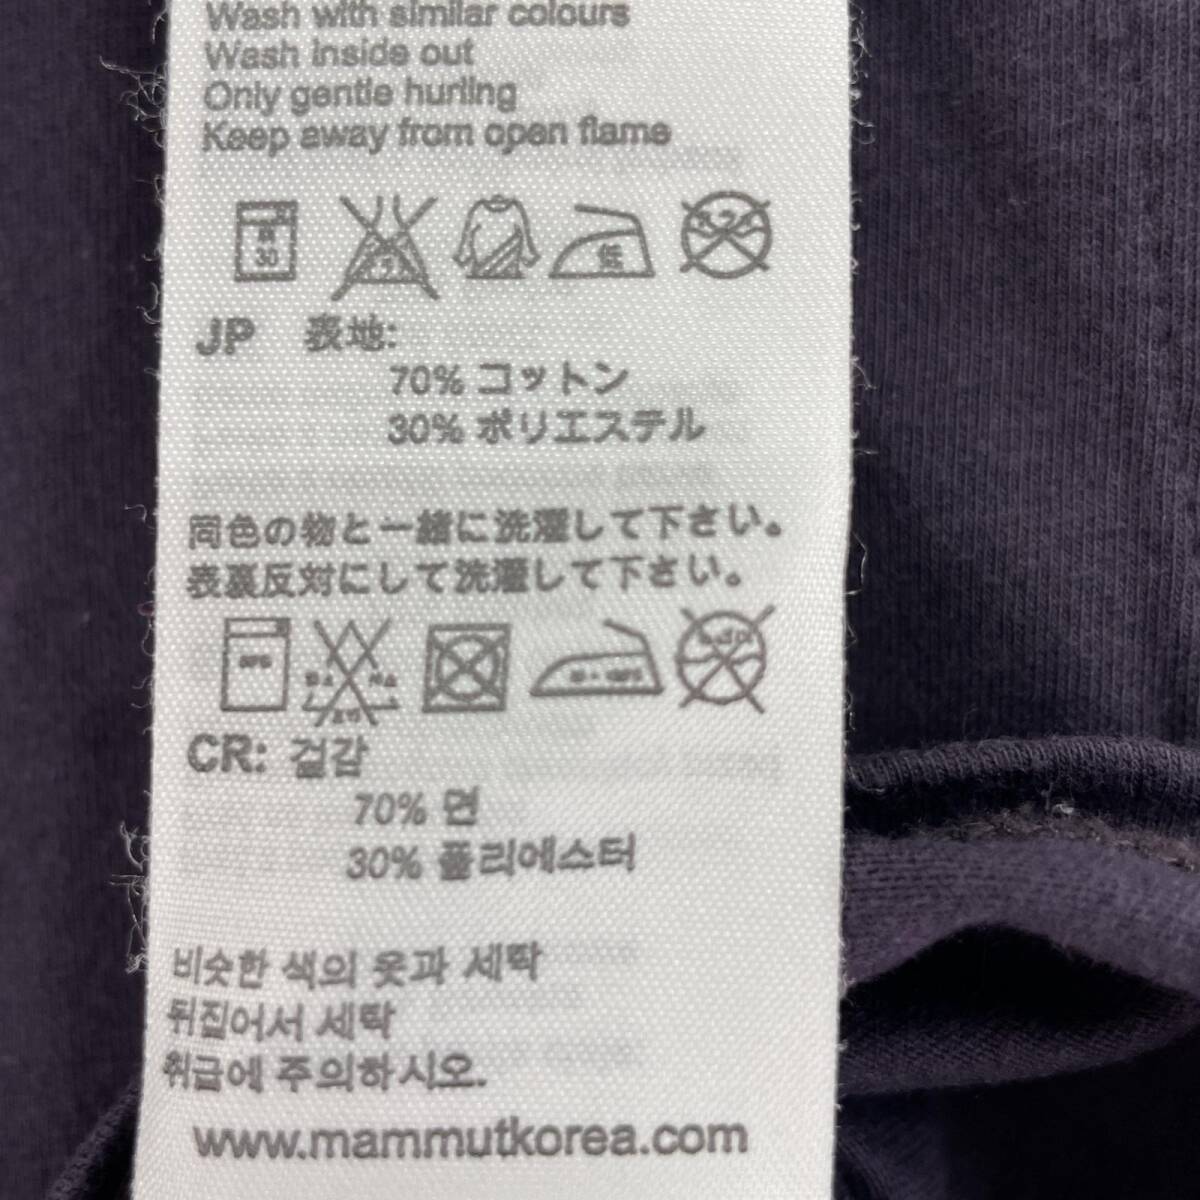 Wash with similar colours
Wash inside out
Only gentle hurling
Keep away from open flame
30
低
JP 表地:
70% コットン
30% ポリエステル
同色の物と一緒に洗濯して下さい。
表裏反対にして洗濯して下さい。
CR: 겉감
70% 면
30% 폴리에스터
비슷한 색의 옷과 세탁
뒤집어서 세탁
취급에 주의하시오.
www.mammutkorea.com